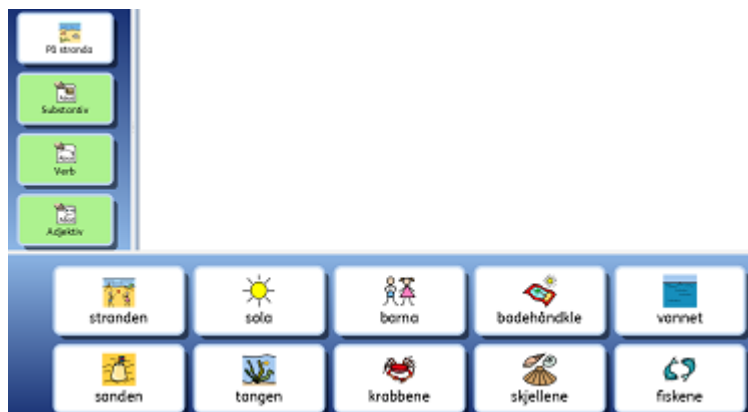 På stranda
Substantiv
Verb
Adjektiv
stranden sola barna badehåndkle vannet
sanden tangen krabbene skjellene fiskene